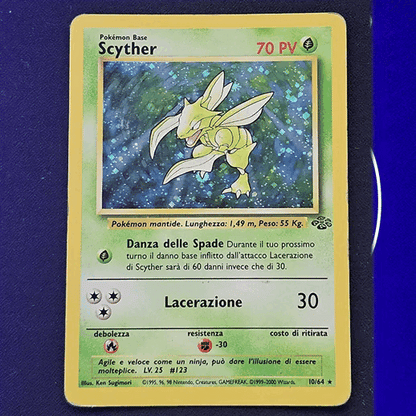 Pokémon Base
Scyther
70 PV
Pokémon mantide. Lunghezza: 1,49 m, Peso: 55 Kg.
Danza delle Spade Durante il tuo prossimo
turno il danno base inflitto dall'attacco Lacerazione
di Scyther sarà di 60 danni invece che di 30.
Lacerazione 30
debolezza resistenza costo di ritirata
-30
Agile e veloce come un ninja, può dare l'illusione di essere
molteplice. LV. 25 #123
Illus. Ken Sugimori ©1995, 96, 98 Nintendo, Creatures, GAMEFREAK. ©1999-2000 Wizards. 10/64 ★